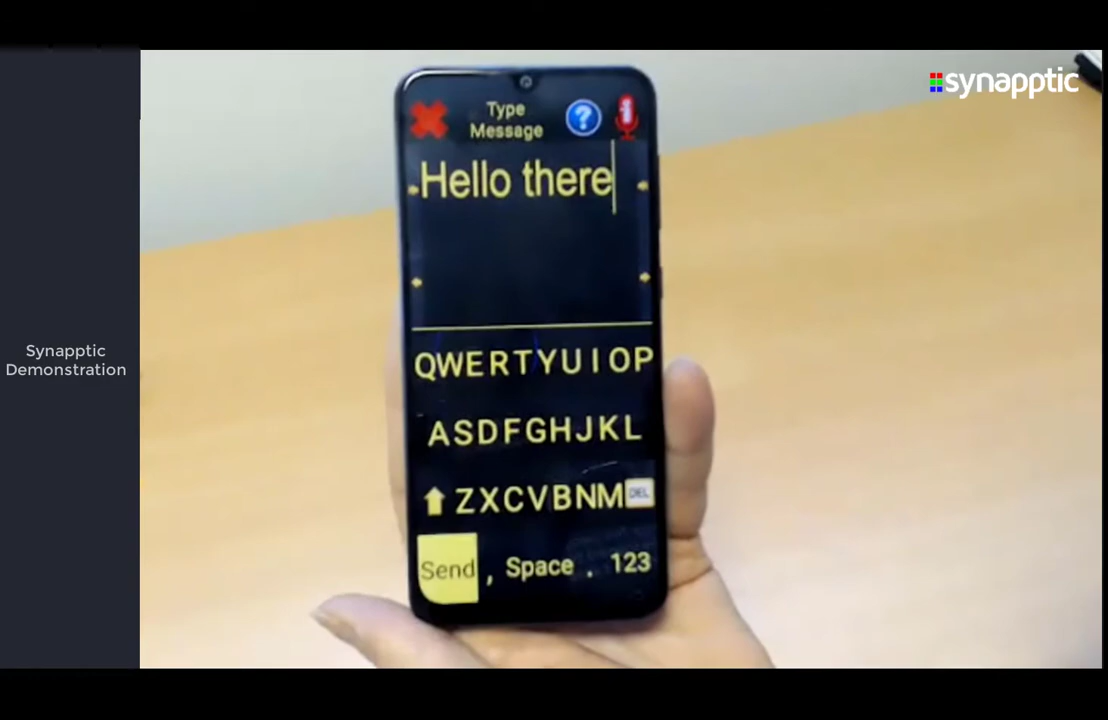 synapptic
Type
Message
?
Hello there
QWERTYUIOP
ASDFGHJKL
ZXCVBNM DEL
Send , Space . 123
Synapptic
Demonstration